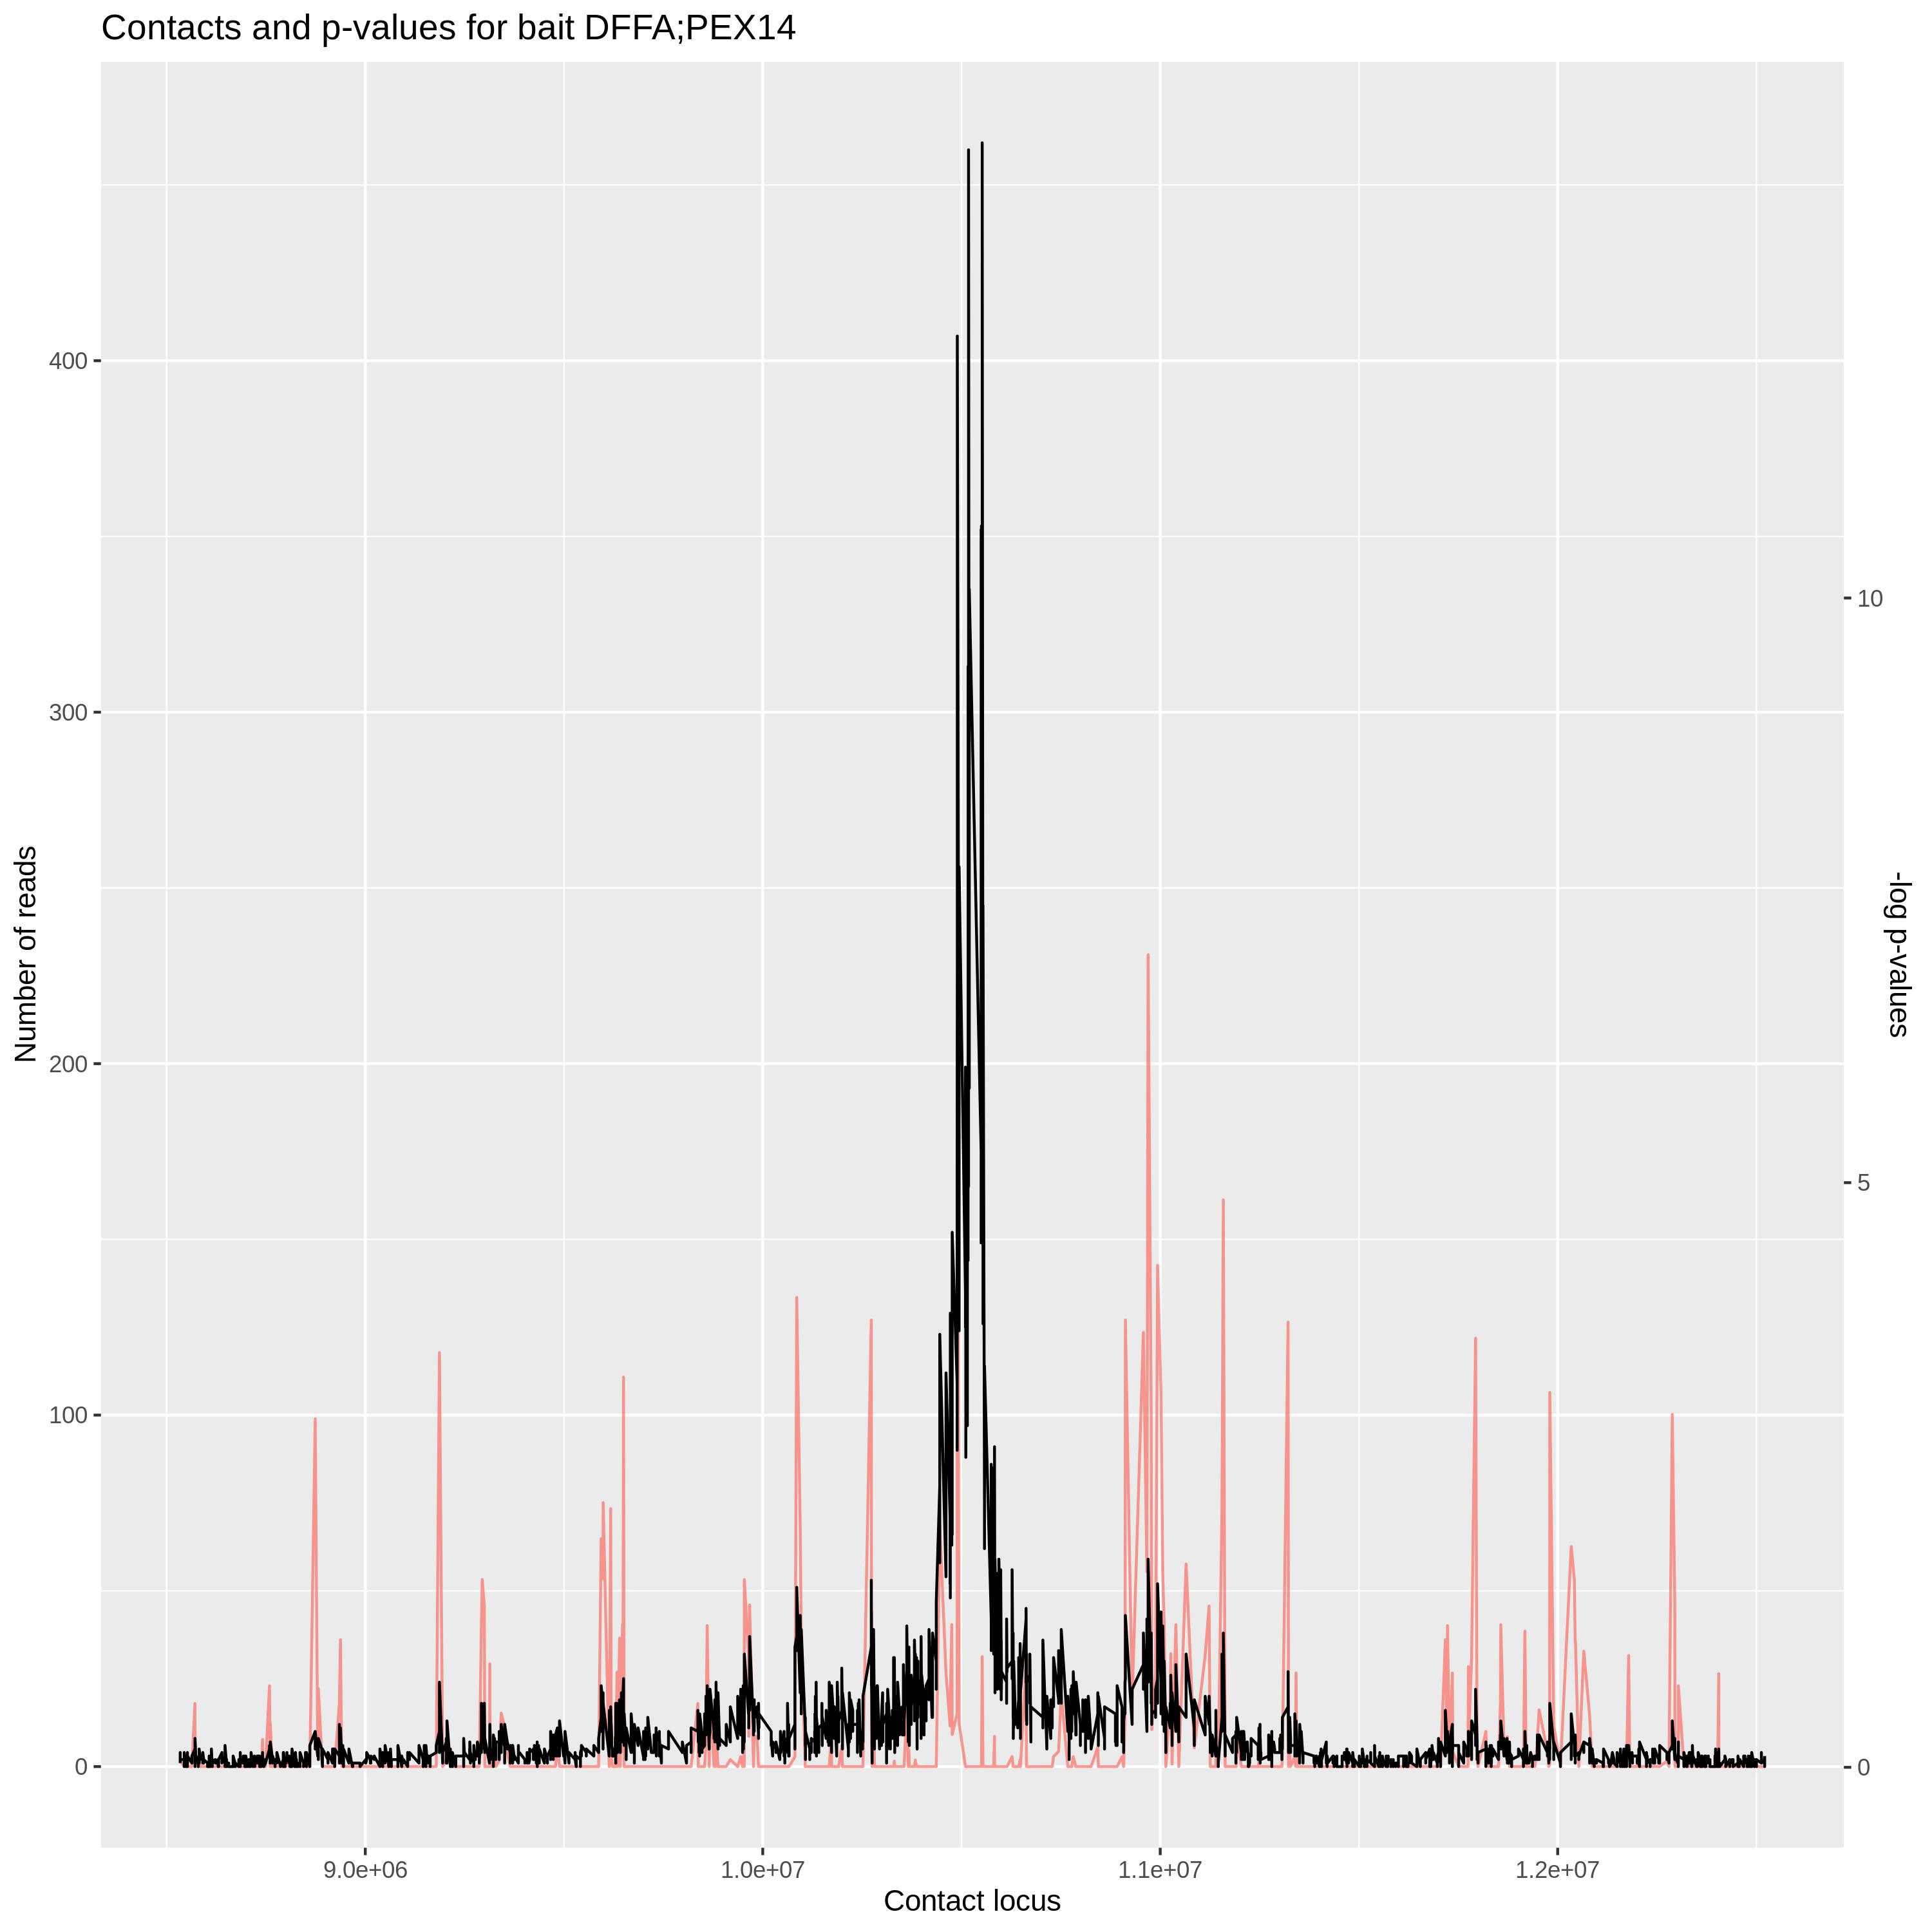 Contacts and p-values for bait DFFA;PEX14
Number of reads
400
300
200
100
0
10
5
0
-log p-values
9.0e+06
1.0e+07
1.1e+07
1.2e+07
Contact locus